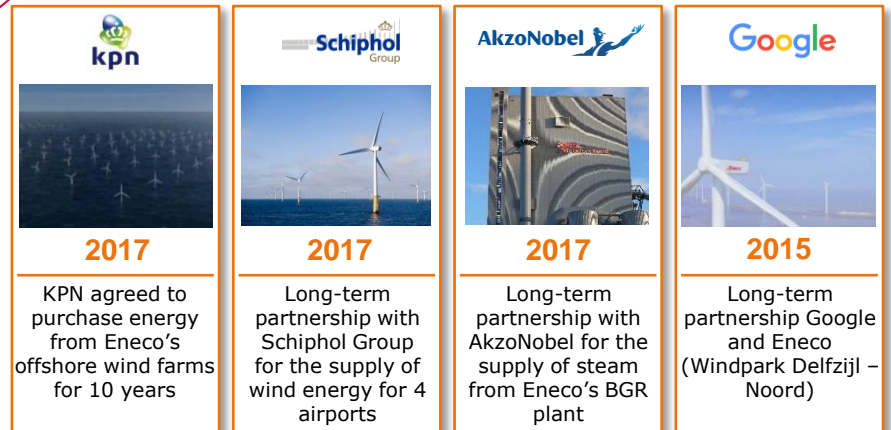 kpn
2017
KPN agreed to
purchase energy
from Eneco’s
offshore wind farms
for 10 years
Schiphol
Group
2017
Long-term
partnership with
Schiphol Group
for the supply of
wind energy for 4
airports
AkzoNobel
2017
Long-term
partnership with
AkzoNobel for the
supply of steam
from Eneco’s BGR
plant
Google
2015
Long-term
partnership Google
and Eneco
(Windpark Delfzijl –
Noord)